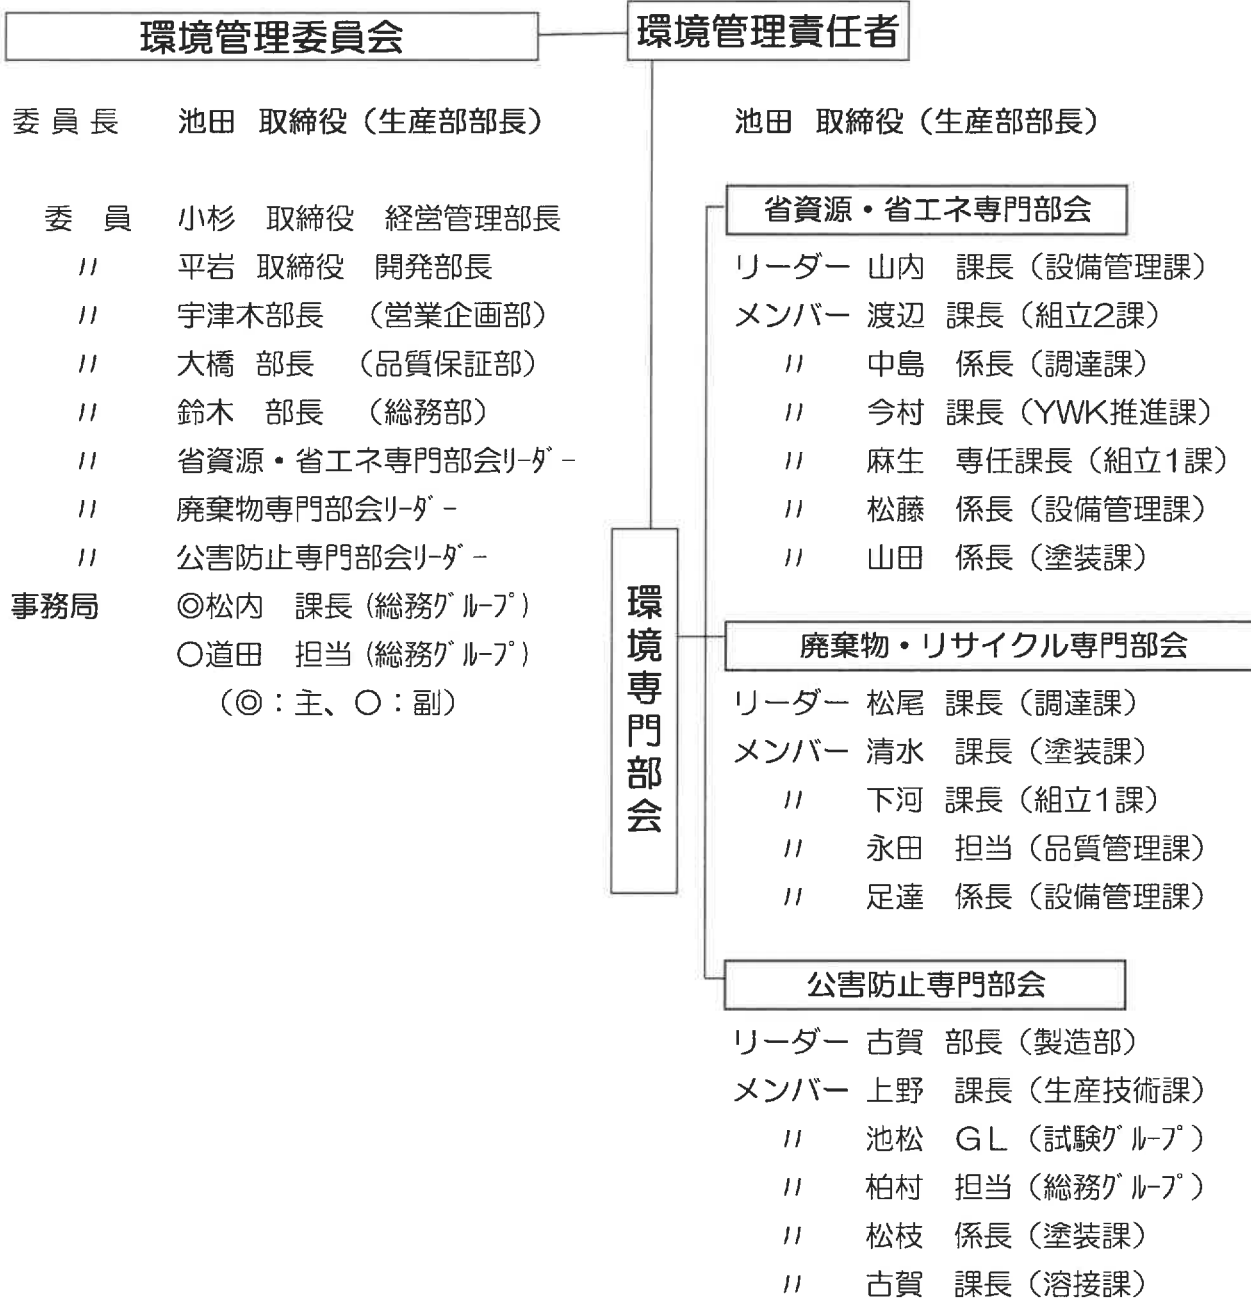 環境管理委員会
委員長 池田 取締役（生産部部長）
委 員 小杉 取締役 経営管理部長
〃 平岩 取締役 開発部長
〃 宇津木部長 （営業企画部）
〃 大橋 部長 （品質保証部）
〃 鈴木 部長 （総務部）
〃 省資源・省エネ専門部会ﾘｰﾀﾞｰ
〃 廃棄物専門部会ﾘｰﾀﾞｰ
〃 公害防止専門部会ﾘｰﾀﾞｰ
事務局 ◎松内 課長（総務ｸﾞﾙｰﾌﾟ）
○道田 担当（総務ｸﾞﾙｰﾌﾟ）
（◎：主、○：副）
環境管理責任者
池田 取締役（生産部部長）
環境専門部会
省資源・省エネ専門部会
リーダー 山内 課長（設備管理課）
メンバー 渡辺 課長（組立2課）
〃 中島 係長（調達課）
〃 今村 課長（YWK推進課）
〃 麻生 専任課長（組立1課）
〃 松藤 係長（設備管理課）
〃 山田 係長（塗装課）
廃棄物・リサイクル専門部会
リーダー 松尾 課長（調達課）
メンバー 清水 課長（塗装課）
〃 下河 課長（組立1課）
〃 永田 担当（品質管理課）
〃 足達 係長（設備管理課）
公害防止専門部会
リーダー 古賀 部長（製造部）
メンバー 上野 課長（生産技術課）
〃 池松 GL（試験ｸﾞﾙｰﾌﾟ）
〃 柏村 担当（総務ｸﾞﾙｰﾌﾟ）
〃 松枝 係長（塗装課）
〃 古賀 課長（溶接課）